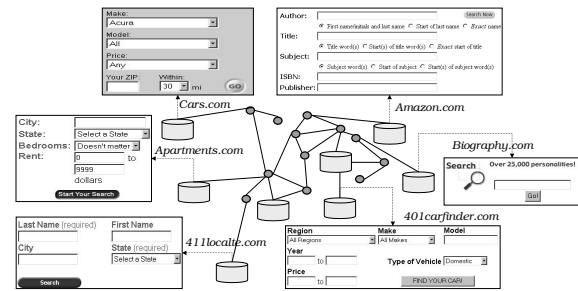 Make:
Acura
Model:
All
Price:
Any
Your ZIP: Within:
30 mi GO
Cars.com
Author: Search Now
First name/initials and last name Start of last name Exact name
Title:
Title word(s) Start(s) of title word(s) Exact start of title
Subject:
Subject word(s) Start of subject Start(s) of subject word(s)
ISBN:
Publisher:
Amazon.com
City:
State: Select a State
Bedrooms: Doesn't matter
Rent: 0 to
9999
dollars
Start Your Search
Apartments.com
Biography.com
Search Over 25,000 personalities!
Go!
Last Name (required) First Name
City State (required)
Select a State
Search
411localte.com
401carfinder.com
Region Make Model
All Regions All Makes
Year
to Type of Vehicle Domestic
Price
to FIND YOUR CAR!